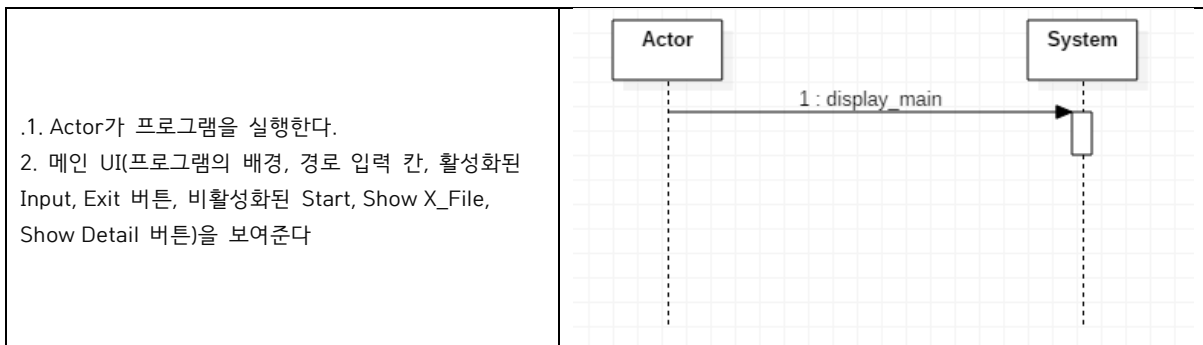 .1. Actor가 프로그램을 실행한다.
2. 메인 UI(프로그램의 배경, 경로 입력 칸, 활성화된
Input, Exit 버튼, 비활성화된 Start, Show X_File,
Show Detail 버튼)을 보여준다
Actor
System
1 : display_main